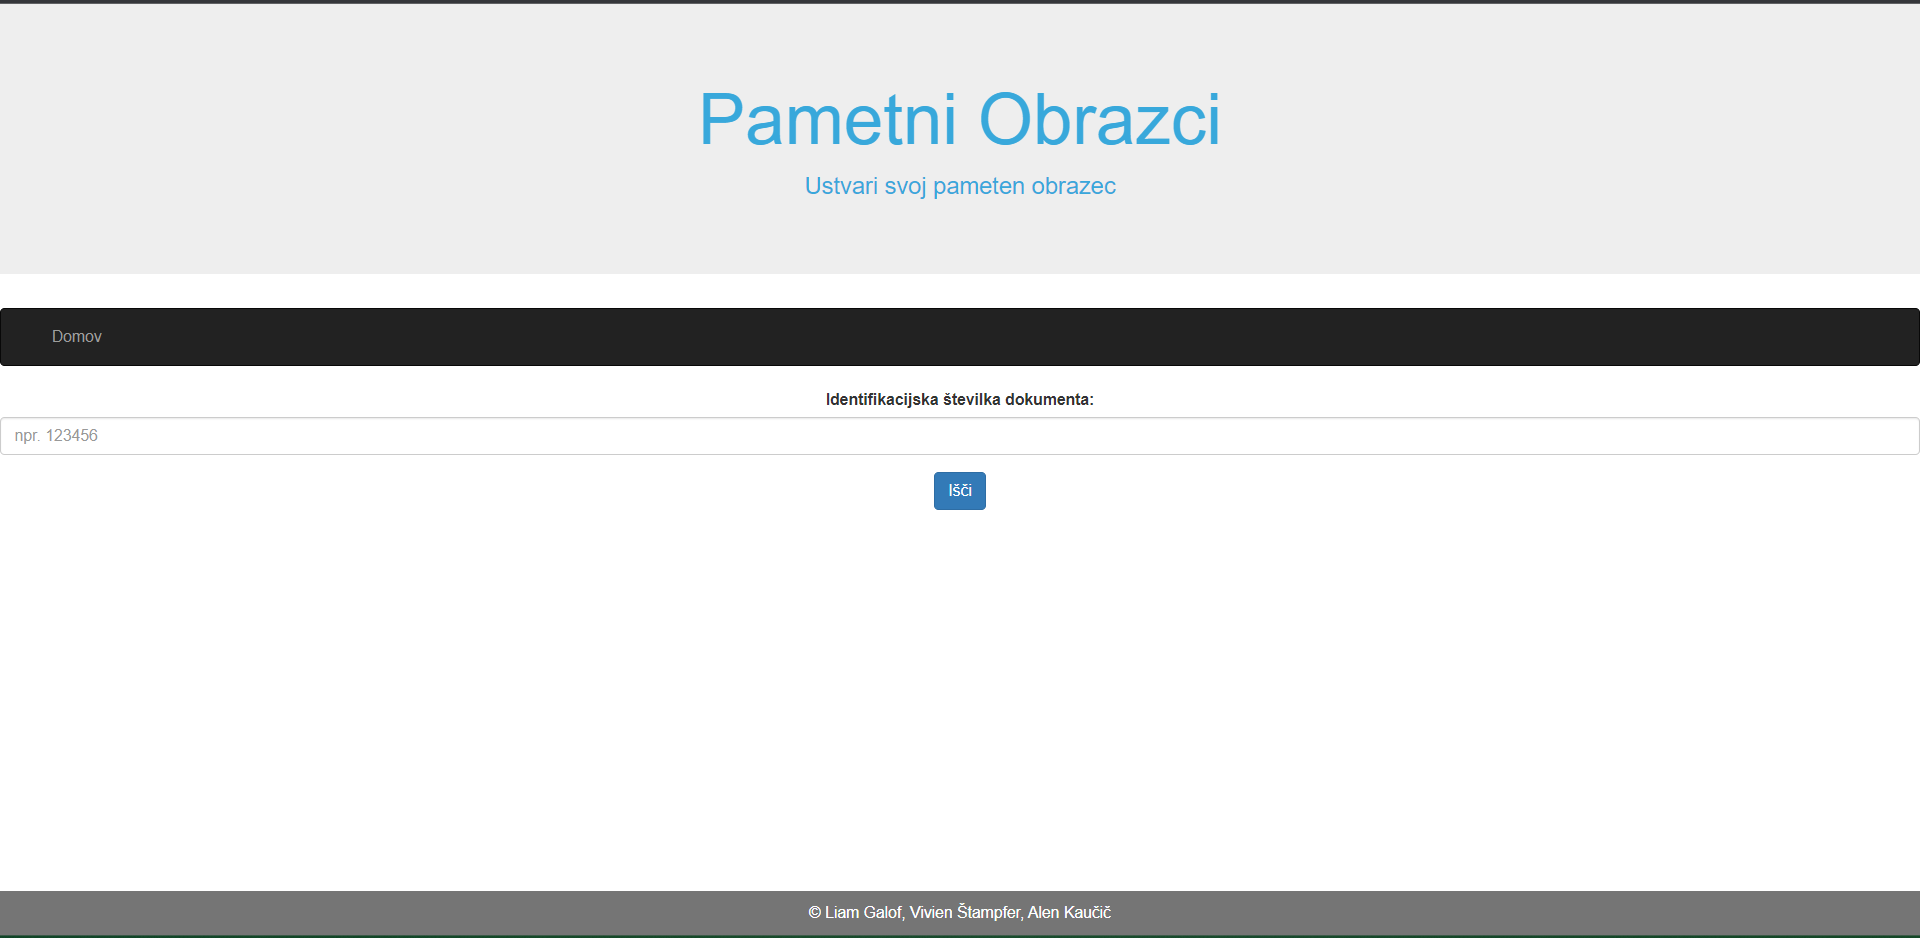 Pametni Obrazci
Ustvari svoj pameten obrazec
Domov
Identifikacijska številka dokumenta:
npr. 123456
Išči
© Liam Galof, Vivien Štampfer, Alen Kaučič